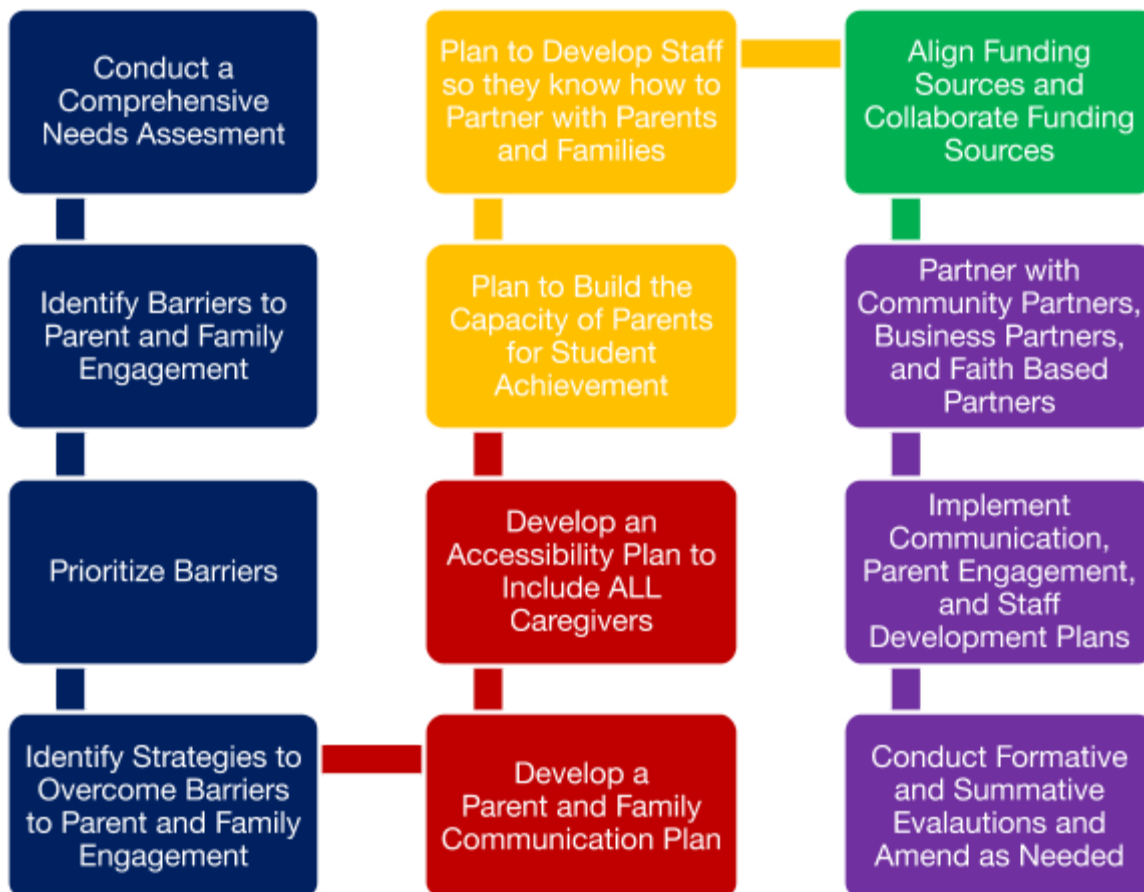 Conduct a
Comprehensive
Needs Assesment
Identify Barriers to
Parent and Family
Engagement
Prioritize Barriers
Identify Strategies to
Overcome Barriers
to Parent and Family
Engagement
Develop a
Parent and Family
Communication Plan
Develop an
Accessibility Plan to
Include ALL
Caregivers
Plan to Build the
Capacity of Parents
for Student
Achievement
Plan to Develop Staff
so they know how to
Partner with Parents
and Families
Align Funding
Sources and
Collaborate Funding
Sources
Partner with
Community Partners,
Business Partners,
and Faith Based
Partners
Implement
Communication,
Parent Engagement,
and Staff
Development Plans
Conduct Formative
and Summative
Evalautions and
Amend as Needed